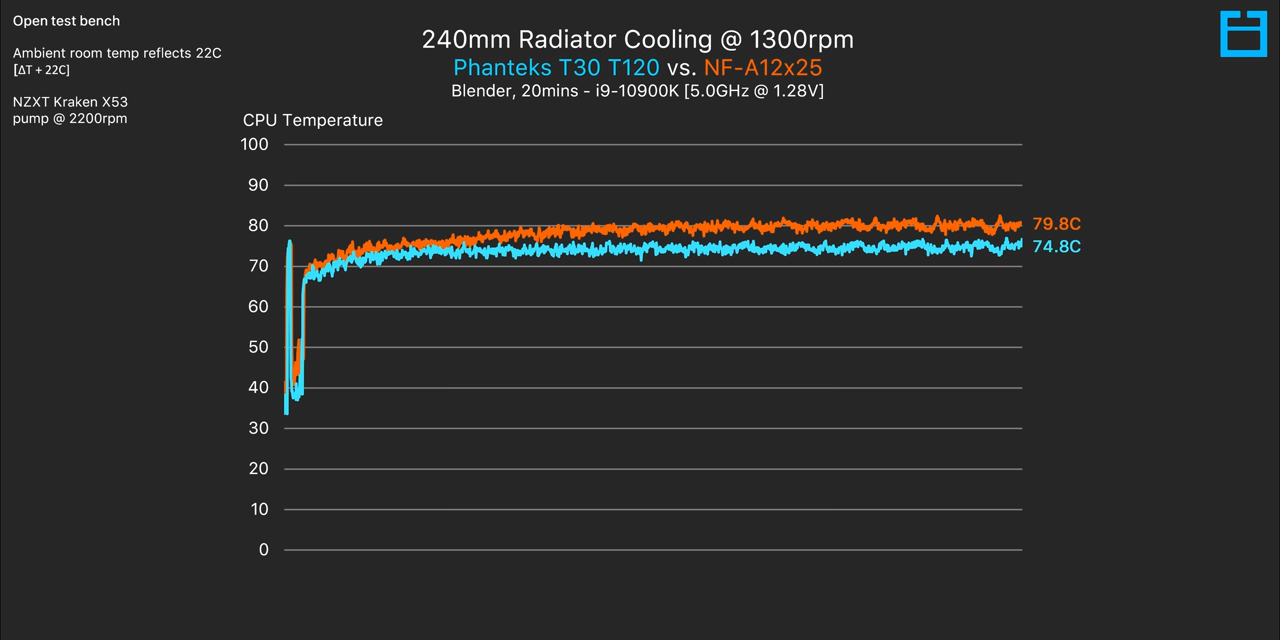 Open test bench
Ambient room temp reflects 22C
[ΔT + 22C]
NZXT Kraken X53
pump @ 2200rpm
240mm Radiator Cooling @ 1300rpm
Phanteks T30 T120 vs. NF-A12x25
Blender, 20mins - i9-10900K [5.0GHz @ 1.28V]
CPU Temperature
100
90
80
70
60
50
40
30
20
10
0
79.8C
74.8C